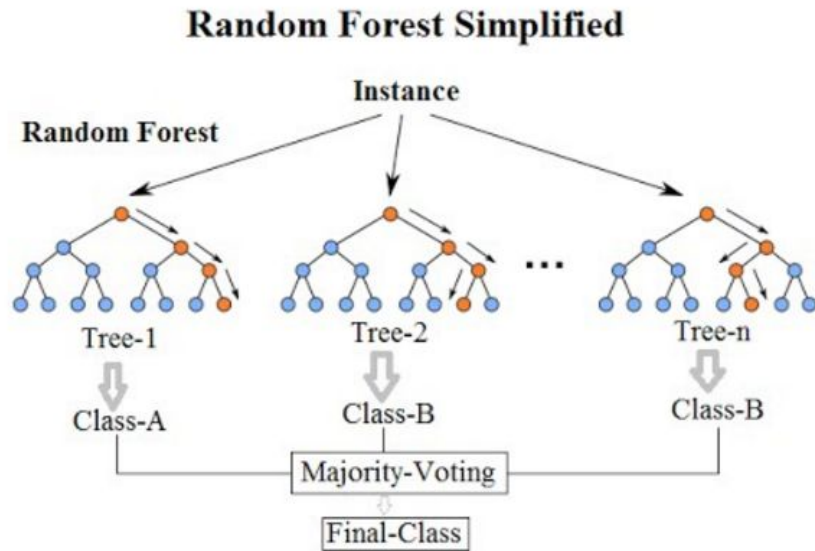 Random Forest Simplified
Instance
Random Forest
...
Tree-1
Tree-2
Tree-n
Class-A
Class-B
Class-B
Majority-Voting
Final-Class